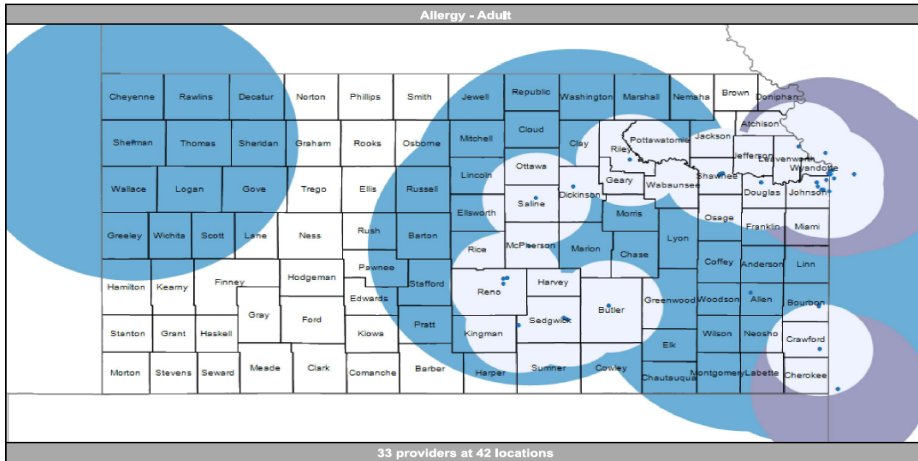 Allergy - Adult
Cheyenne Rawlins Decatur Norton Phillips Smith Jewell Republic Washington Marshall Nemaha Brown Doniphan
Sherman Thomas Sheridan Graham Rooks Osborne Mitchell Cloud Clay Riley Pottawatomie Jackson Atchison
Jefferson Leavenworth Wyandotte
Wallace Logan Gove Trego Ellis Russell Lincoln Ottawa Saline Dickinson Geary Wabaunsee Shawnee Douglas Johnson
Greeley Wichita Scott Lane Ness Rush Barton Ellsworth Rice McPherson Marion Morris Chase Lyon Osage Franklin Miami
Hamilton Kearny Finney Hodgeman Pawnee Edwards Stafford Reno Harvey Butler Greenwood Coffey Anderson Linn
Stanton Grant Haskell Gray Ford Kiowa Pratt Kingman Sedgwick Elk Woodson Allen Bourbon
Wilson Neosho Crawford
Morton Stevens Seward Meade Clark Comanche Barber Harper Sumner Cowley Chautauqua Montgomery Labette Cherokee
33 providers at 42 locations